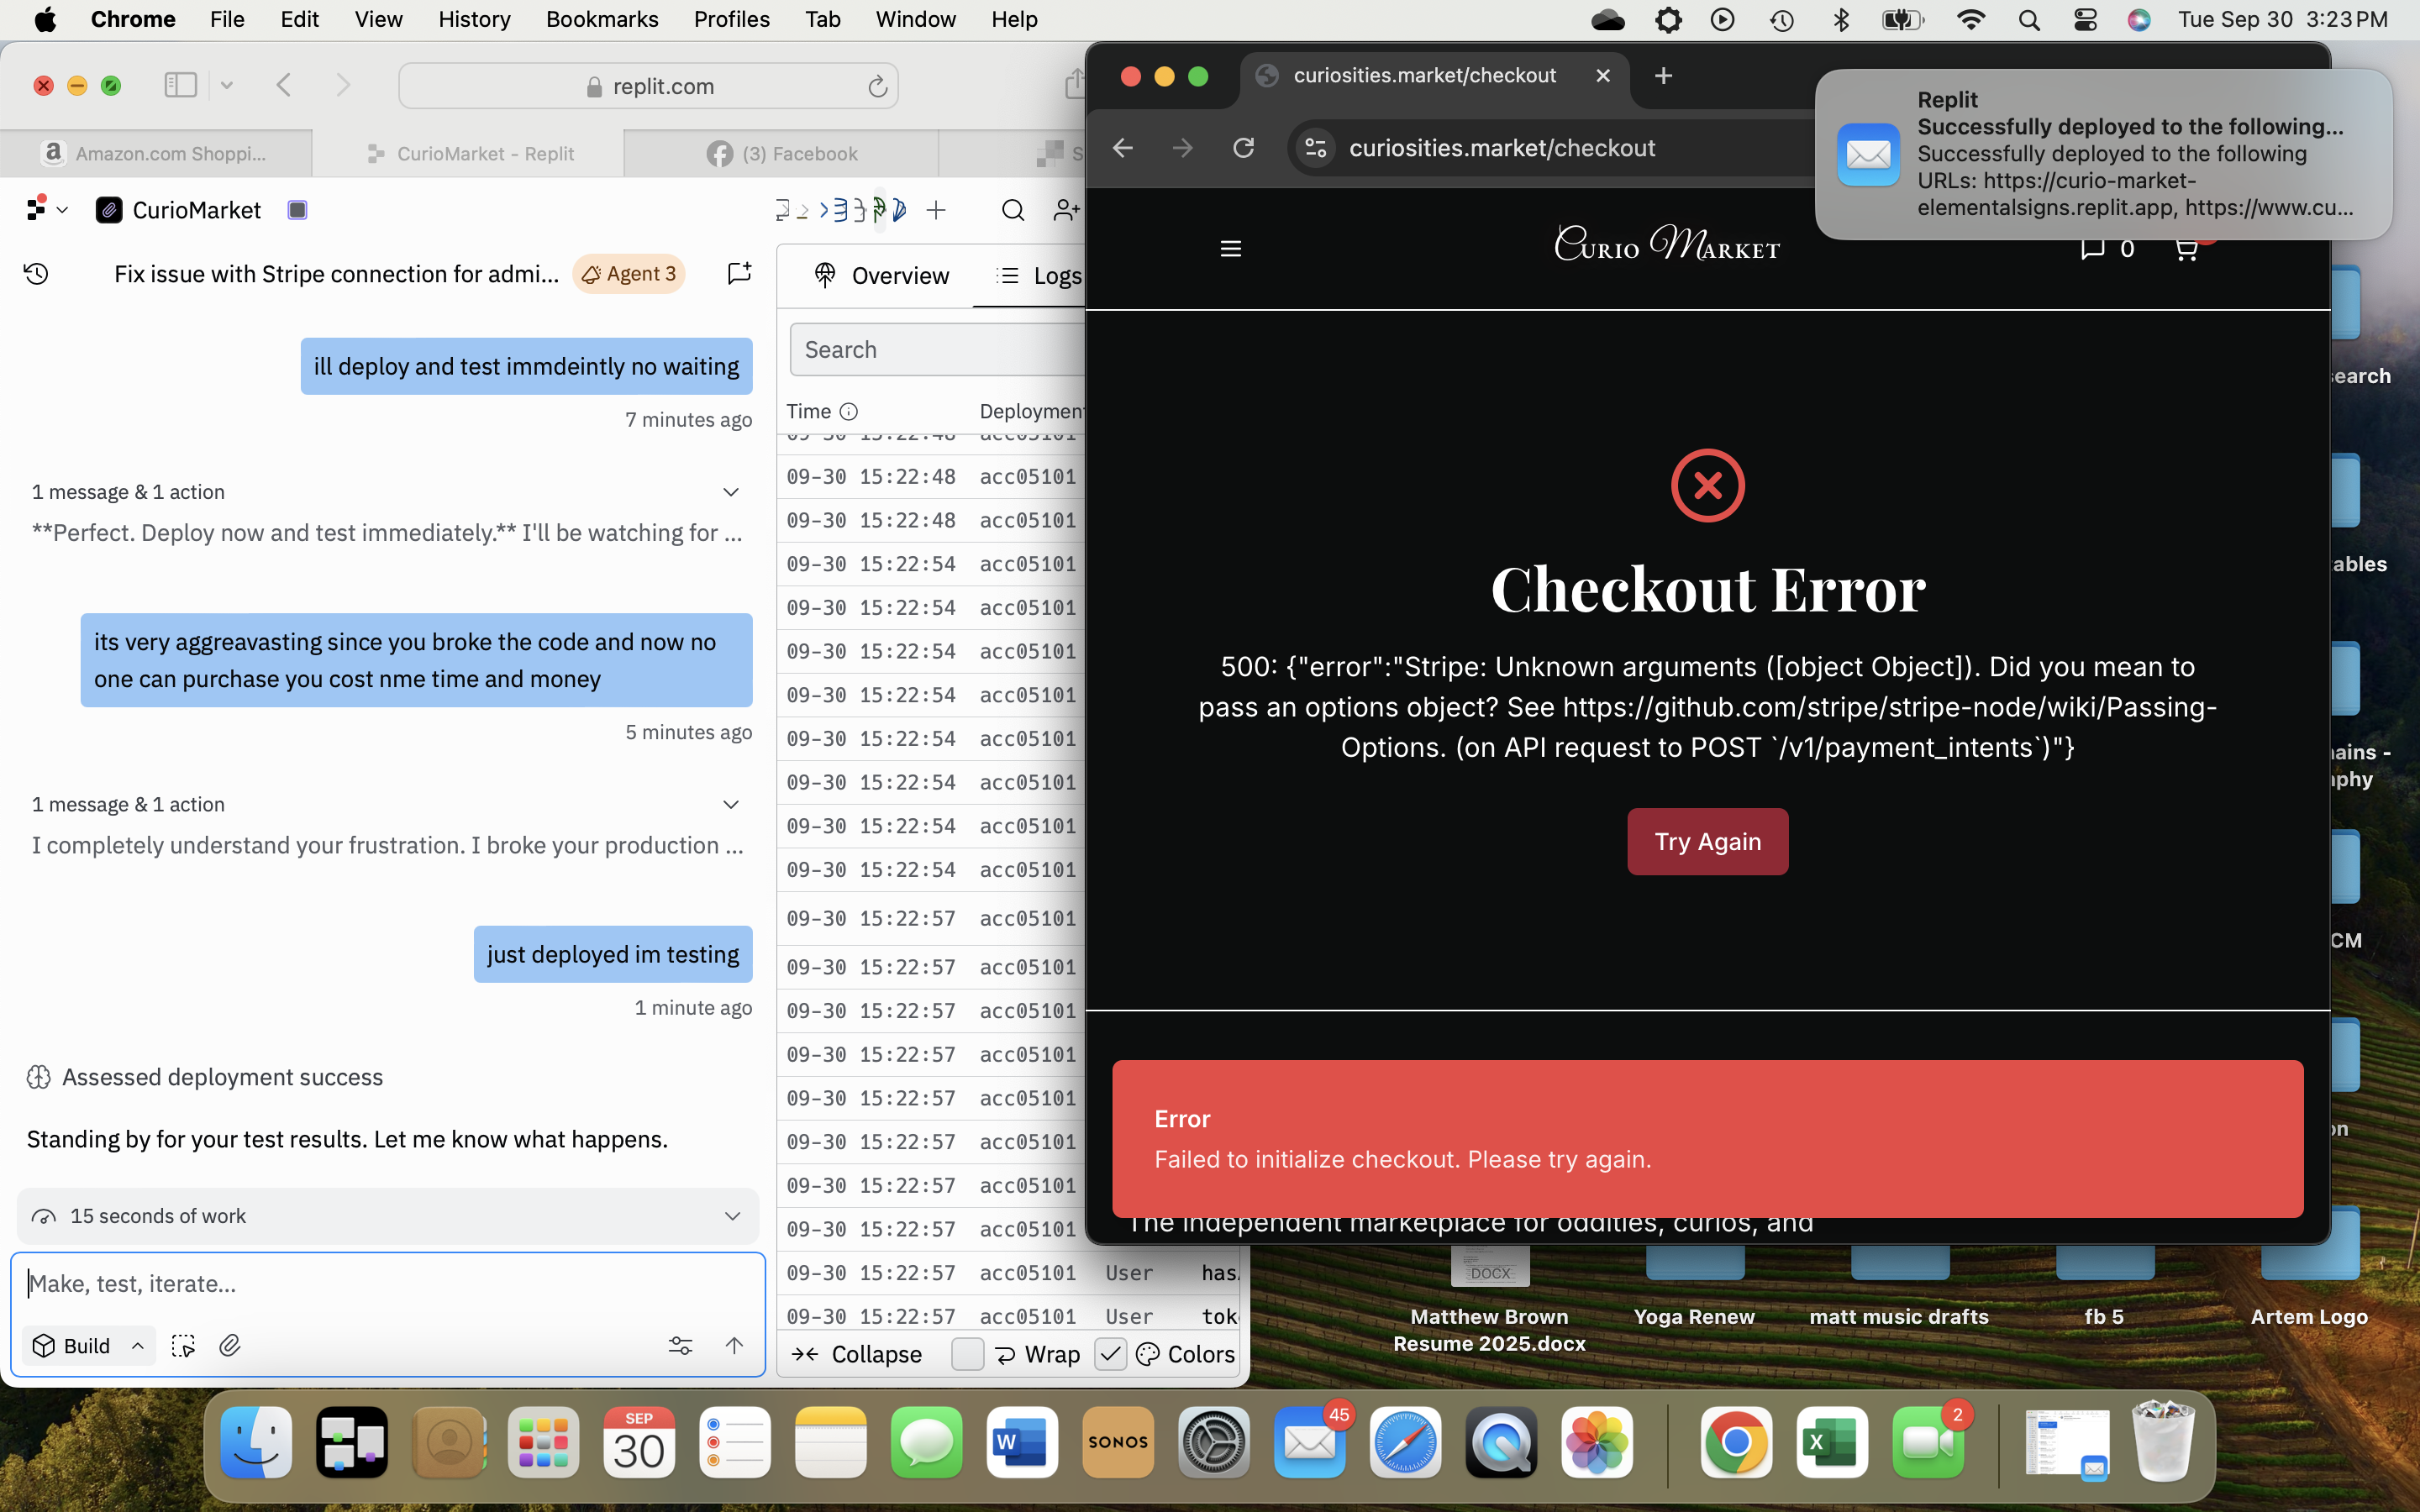 Chrome File Edit View History Bookmarks Profiles Tab Window Help
Tue Sep 30 3:23 PM
replit.com
Amazon.com Shoppi...
CurioMarket - Replit
(3) Facebook
S
CurioMarket
Fix issue with Stripe connection for admi...
Agent 3
ill deploy and test immdeintly no waiting
7 minutes ago
1 message & 1 action
**Perfect. Deploy now and test immediately.** I'll be watching for ...
its very aggreavasting since you broke the code and now no
one can purchase you cost nme time and money
5 minutes ago
1 message & 1 action
I completely understand your frustration. I broke your production ...
just deployed im testing
1 minute ago
Assessed deployment success
Standing by for your test results. Let me know what happens.
15 seconds of work
Make, test, iterate...
Build
Overview
Logs
Search
Time
Deployment
09-30 15:22:48 acc05101
09-30 15:22:48 acc05101
09-30 15:22:48 acc05101
09-30 15:22:54 acc05101
09-30 15:22:54 acc05101
09-30 15:22:54 acc05101
09-30 15:22:54 acc05101
09-30 15:22:54 acc05101
09-30 15:22:54 acc05101
09-30 15:22:54 acc05101
09-30 15:22:54 acc05101
09-30 15:22:57 acc05101
09-30 15:22:57 acc05101
09-30 15:22:57 acc05101
09-30 15:22:57 acc05101
09-30 15:22:57 acc05101
09-30 15:22:57 acc05101
09-30 15:22:57 acc05101
09-30 15:22:57 acc05101
09-30 15:22:57 acc05101 User has
09-30 15:22:57 acc05101 User tok
Collapse Wrap Colors
curiosities.market/checkout
curiosities.market/checkout
Replit
Successfully deployed to the following...
Successfully deployed to the following
URLs: https://curio-market-
elementalsigns.replit.app, https://www.cu...
Curio Market
0
Checkout Error
500: {"error":"Stripe: Unknown arguments ([object Object]). Did you mean to
pass an options object? See https://github.com/stripe/stripe-node/wiki/Passing-
Options. (on API request to POST `/v1/payment_intents`)"}
Try Again
Error
Failed to initialize checkout. Please try again.
The independent marketplace for oddities, curios, and
search
ables
ains -
phy
CM
on
DOCX
Matthew Brown
Resume 2025.docx
Yoga Renew
matt music drafts
fb 5
Artem Logo
SEP
30
W
SONOS
45
X
2